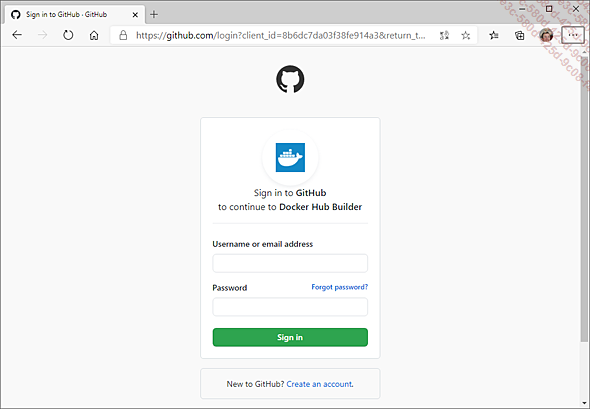 Sign in to GitHub · GitHub
https://github.com/login?client_id=8b6dc7da03f38fe914a3&return_t...
Sign in to GitHub
to continue to Docker Hub Builder
Username or email address
Password
Forgot password?
Sign in
New to GitHub? Create an account.